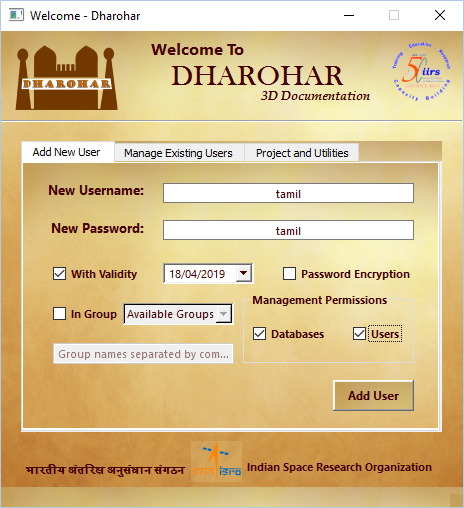 Welcome - Dharohar
Welcome To
DHAROHAR
DHAROHAR
3D Documentation
Training Education Research
50 iirs
Capacity Building
Add New User
Manage Existing Users
Project and Utilities
New Username:
tamil
New Password:
tamil
With Validity
18/04/2019
Password Encryption
In Group
Available Groups
Management Permissions
Databases
Users
Group names separated by com...
Add User
भारतीय अंतरिक्ष अनुसंधान संगठन
इसरो isro
Indian Space Research Organization